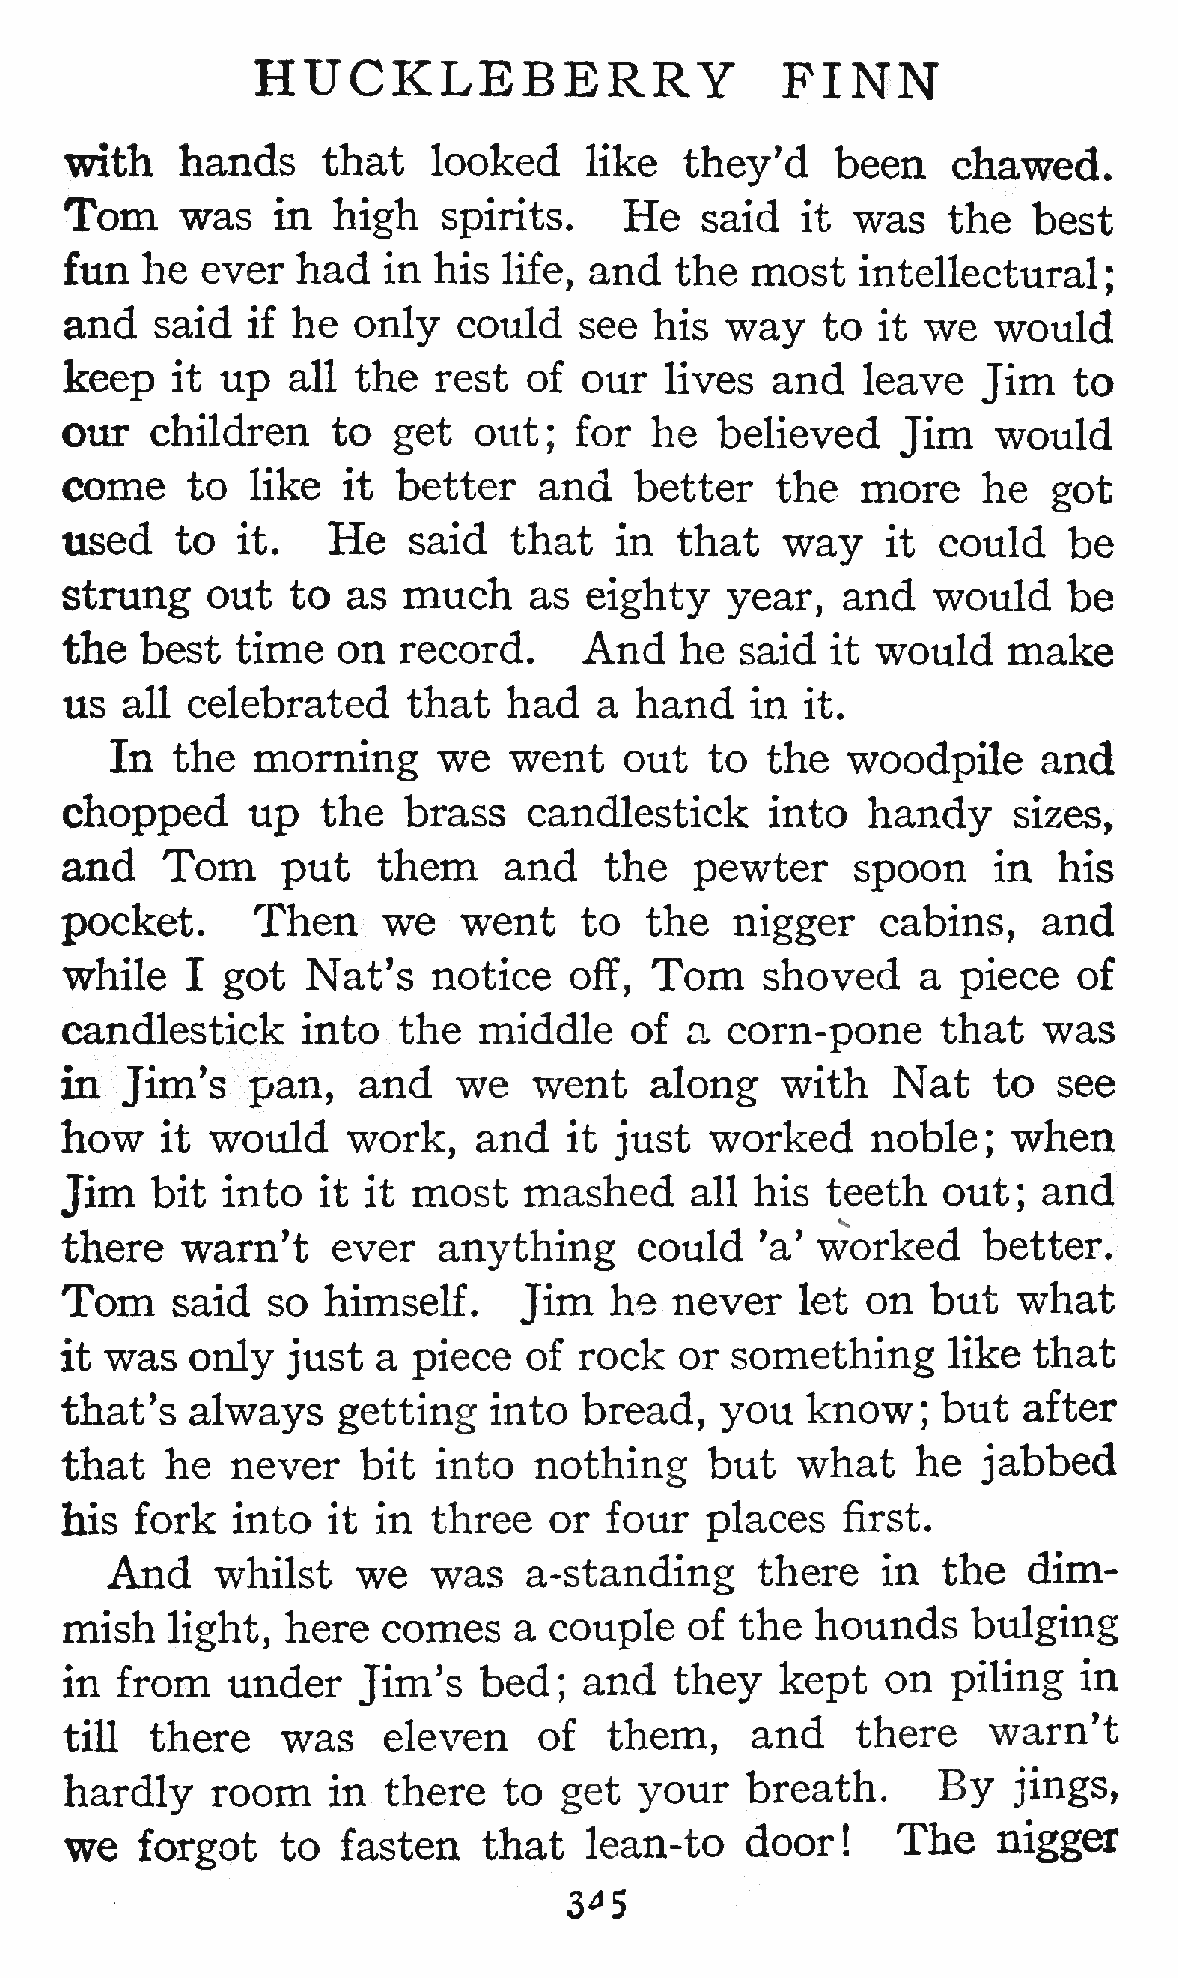 HUCKLEBERRY FINN
with hands that looked like they'd been chawed.
Tom was in high spirits. He said it was the best
fun he ever had in his life, and the most intellectural;
and said if he only could see his way to it we would
keep it up all the rest of our lives and leave Jim to
our children to get out; for he believed Jim would
come to like it better and better the more he got
used to it. He said that in that way it could be
strung out to as much as eighty year, and would be
the best time on record. And he said it would make
us all celebrated that had a hand in it.
In the morning we went out to the woodpile and
chopped up the brass candlestick into handy sizes,
and Tom put them and the pewter spoon in his
pocket. Then we went to the nigger cabins, and
while I got Nat's notice off, Tom shoved a piece of
candlestick into the middle of a corn-pone that was
in Jim's pan, and we went along with Nat to see
how it would work, and it just worked noble; when
Jim bit into it it most mashed all his teeth out; and
there warn't ever anything could 'a' worked better.
Tom said so himself. Jim he never let on but what
it was only just a piece of rock or something like that
that's always getting into bread, you know; but after
that he never bit into nothing but what he jabbed
his fork into it in three or four places first.
And whilst we was a-standing there in the dim-
mish light, here comes a couple of the hounds bulging
in from under Jim's bed; and they kept on piling in
till there was eleven of them, and there warn't
hardly room in there to get your breath. By jings,
we forgot to fasten that lean-to door! The nigger
345